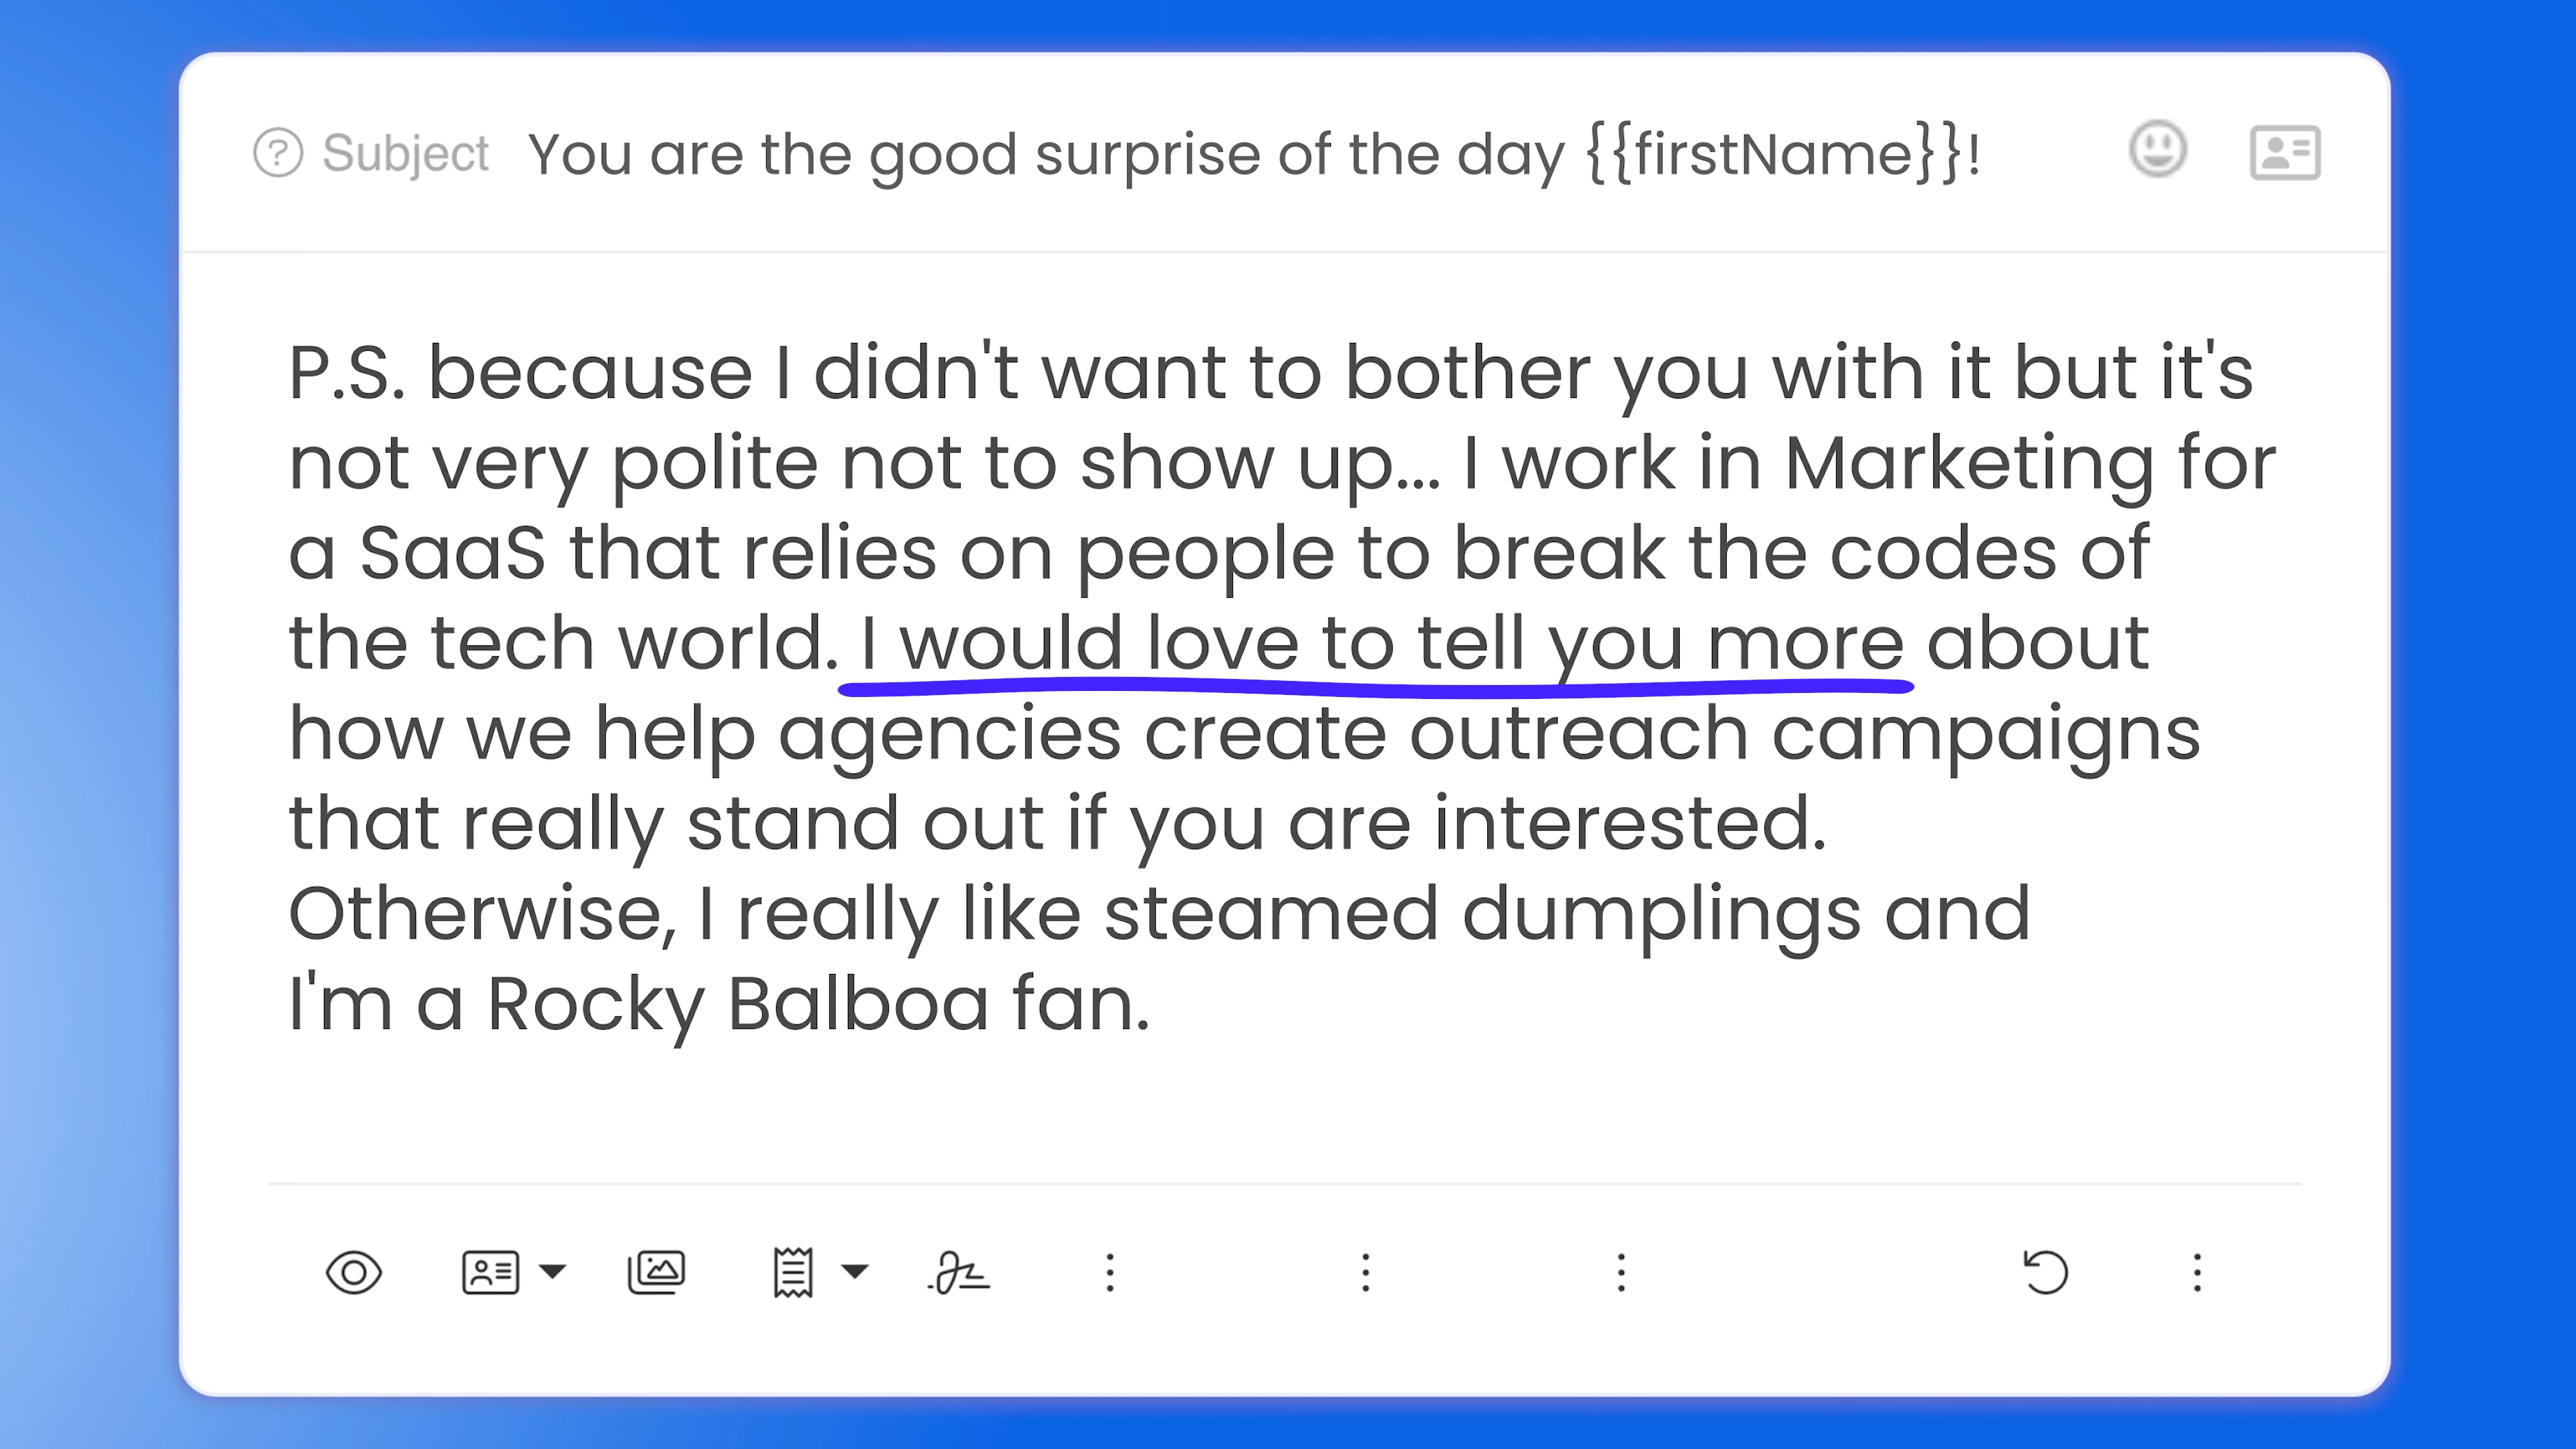 Subject You are the good surprise of the day {{firstName}}!
P.S. because I didn't want to bother you with it but it's
not very polite not to show up... I work in Marketing for
a SaaS that relies on people to break the codes of
the tech world. I would love to tell you more about
how we help agencies create outreach campaigns
that really stand out if you are interested.
Otherwise, I really like steamed dumplings and
I'm a Rocky Balboa fan.